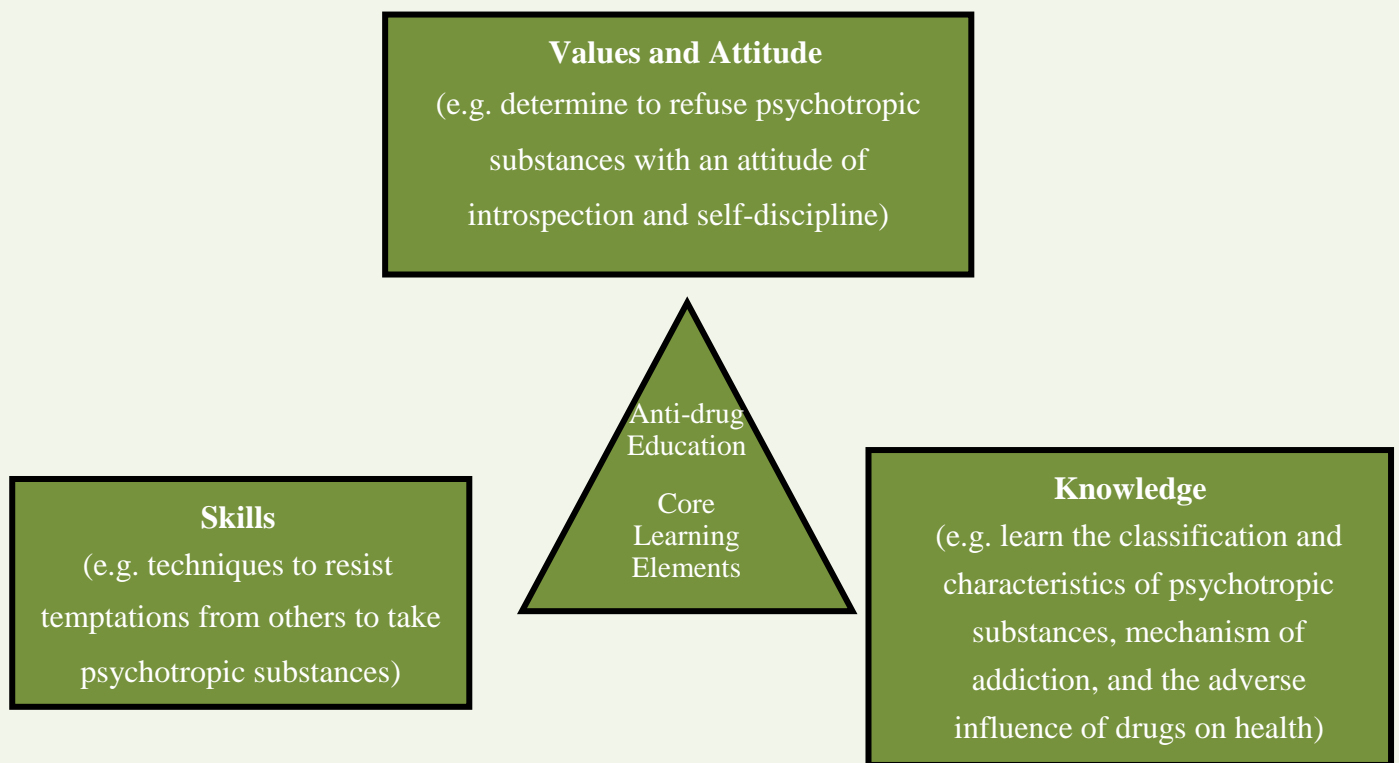 Values and Attitude
(e.g. determine to refuse psychotropic
substances with an attitude of
introspection and self-discipline)
Anti-drug
Education
Core
Learning
Elements
Skills
(e.g. techniques to resist
temptations from others to take
psychotropic substances)
Knowledge
(e.g. learn the classification and
characteristics of psychotropic
substances, mechanism of
addiction, and the adverse
influence of drugs on health)